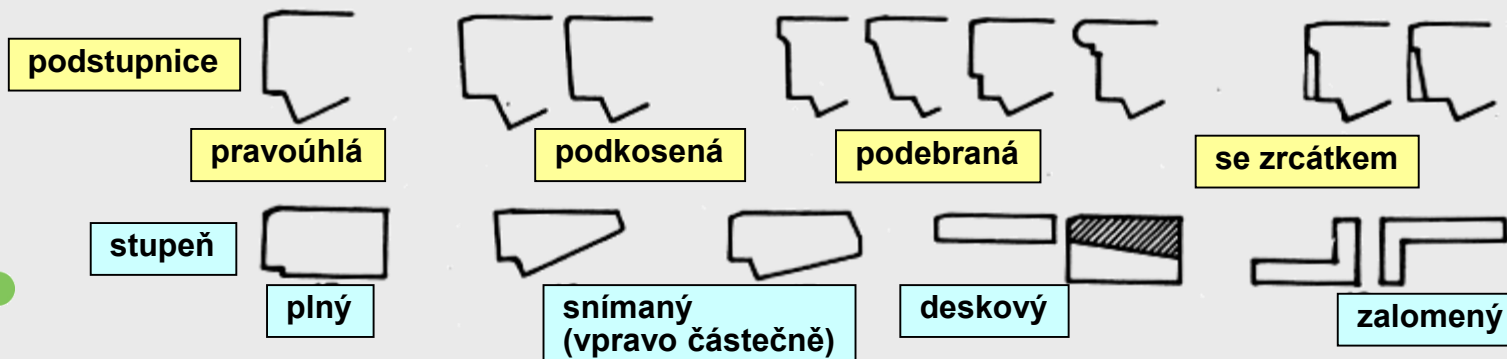 podstupnice
pravoúhlá
podkosená
podebraná
se zrcátkem
stupeň
plný
snímaný
(vpravo částečně)
deskový
zalomený